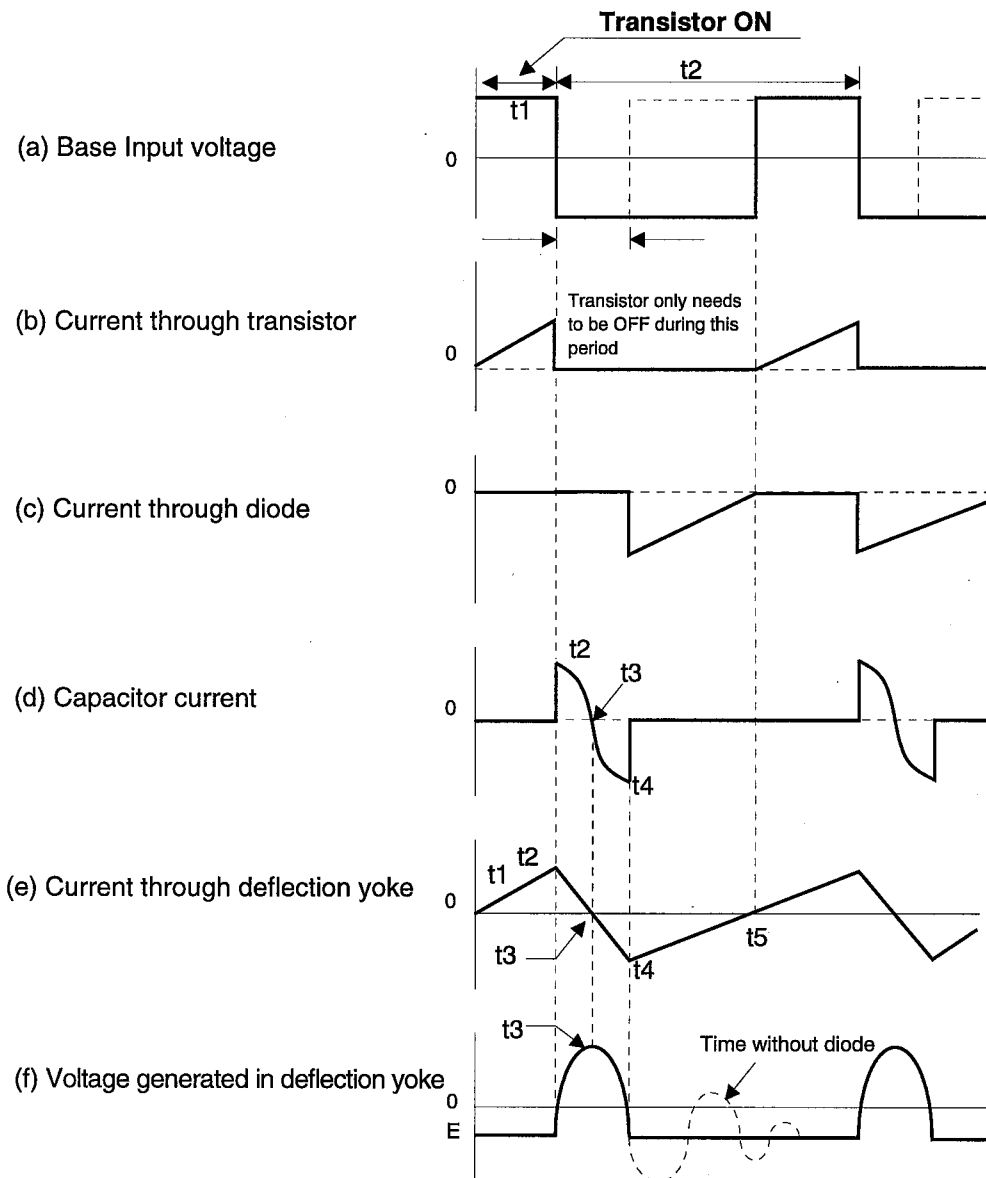 Transistor ON
t2
t1
(a) Base Input voltage
0
(b) Current through transistor
Transistor only needs
to be OFF during this
period
0
0
(c) Current through diode
t2
t3
(d) Capacitor current
0
t4
t2
t1
(e) Current through deflection yoke
0
t5
t3
t4
t3
Time without diode
(f) Voltage generated in deflection yoke
0
E